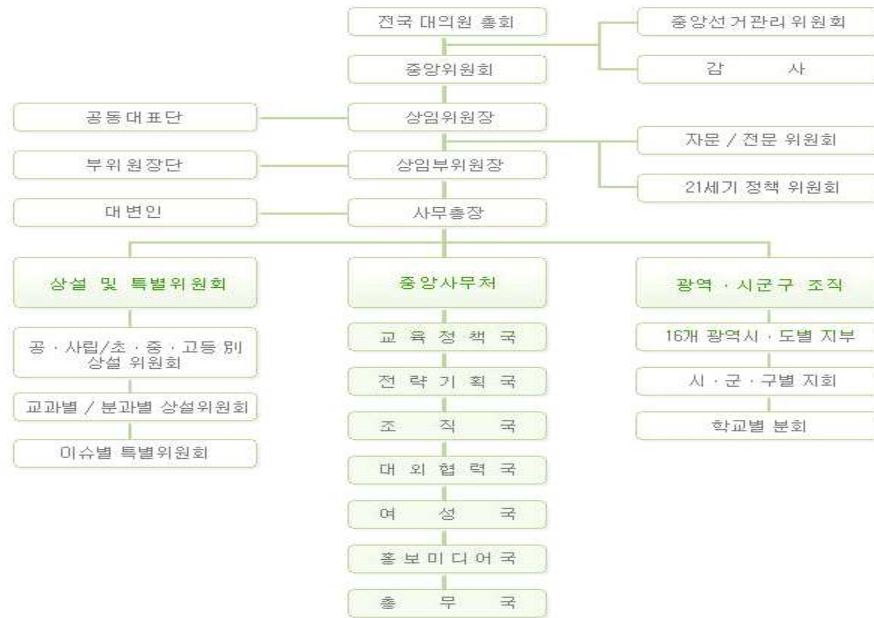 전국 대의원 총회
중앙선거관리위원회
중앙위원회
감 사
공동대표단
상임위원장
자문 / 전문 위원회
부위원장단
상임부위원장
21세기 정책 위원회
대변인
사무총장
상설 및 특별위원회
중앙사무처
광역 · 시군구 조직
공 · 사립/초 · 중 · 고등 別
상설 위원회
교과별 / 분과별 상설위원회
이슈별 특별위원회
교 육 정 책 국
전 략 기 획 국
조 직 국
대 외 협 력 국
여 성 국
홍 보 미 디 어 국
총 무 국
16개 광역시 · 도별 지부
시 · 군 · 구별 지회
학교별 분회